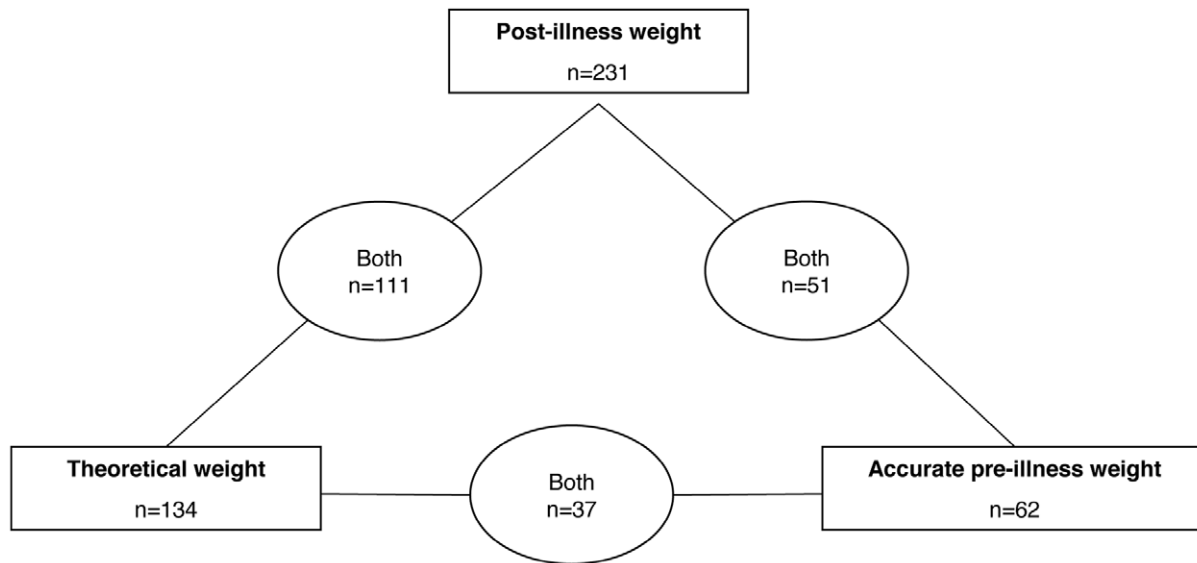 Post-illness weight
n=231
Both
n=111
Both
n=51
Theoretical weight
n=134
Both
n=37
Accurate pre-illness weight
n=62